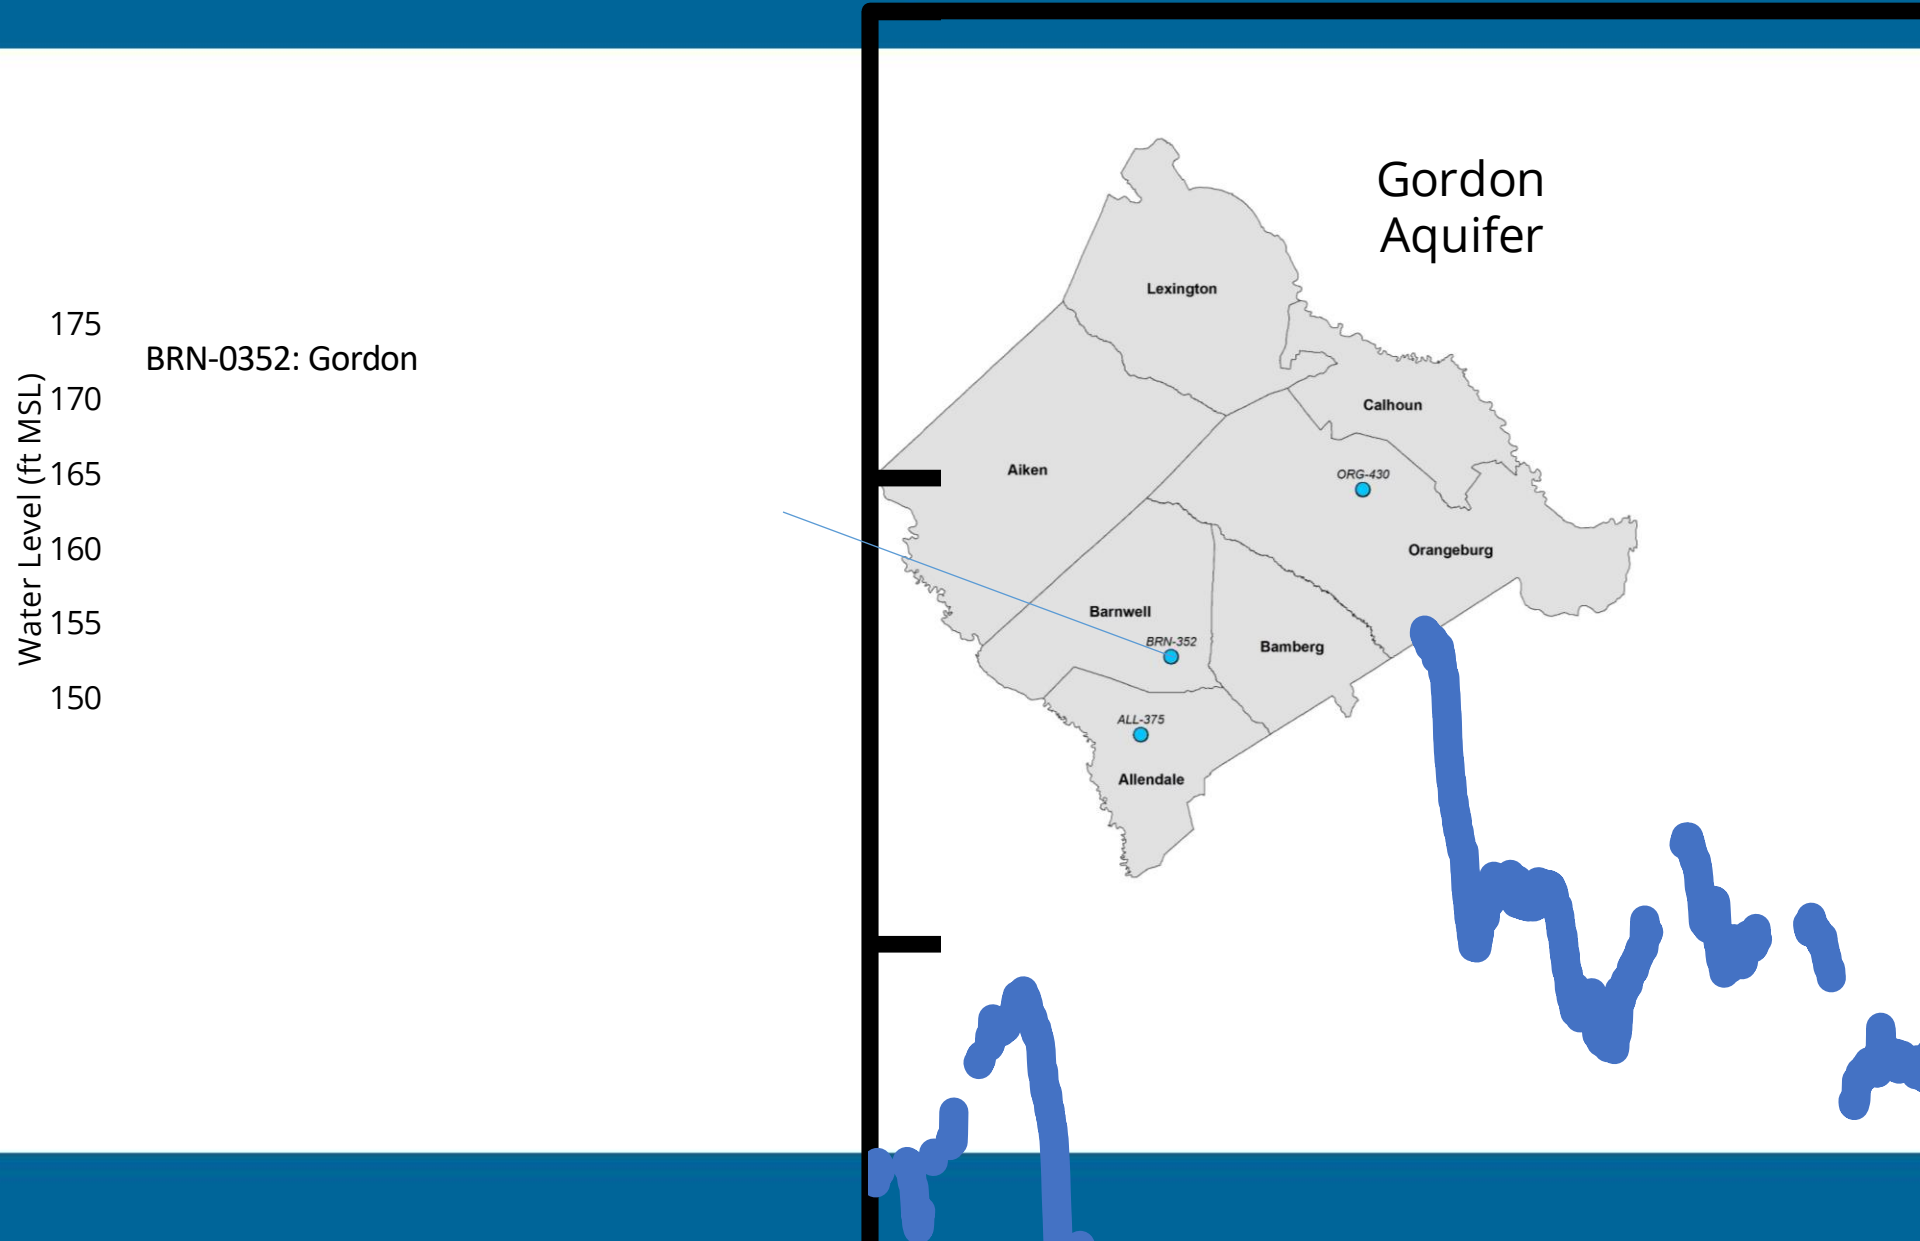 Gordon
Aquifer
Lexington
175
BRN-0352: Gordon
170
Water Level (ft MSL)
Calhoun
165
Aiken
ORG-430
160
Orangeburg
155
Barnwell
BRN-352
Bamberg
150
ALL-375
Allendale